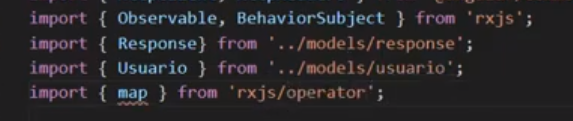 import { Observable, BehaviorSubject } from 'rxjs';
import { Response} from '../models/response';
import { Usuario } from '../models/usuario';
import { map } from 'rxjs/operator';